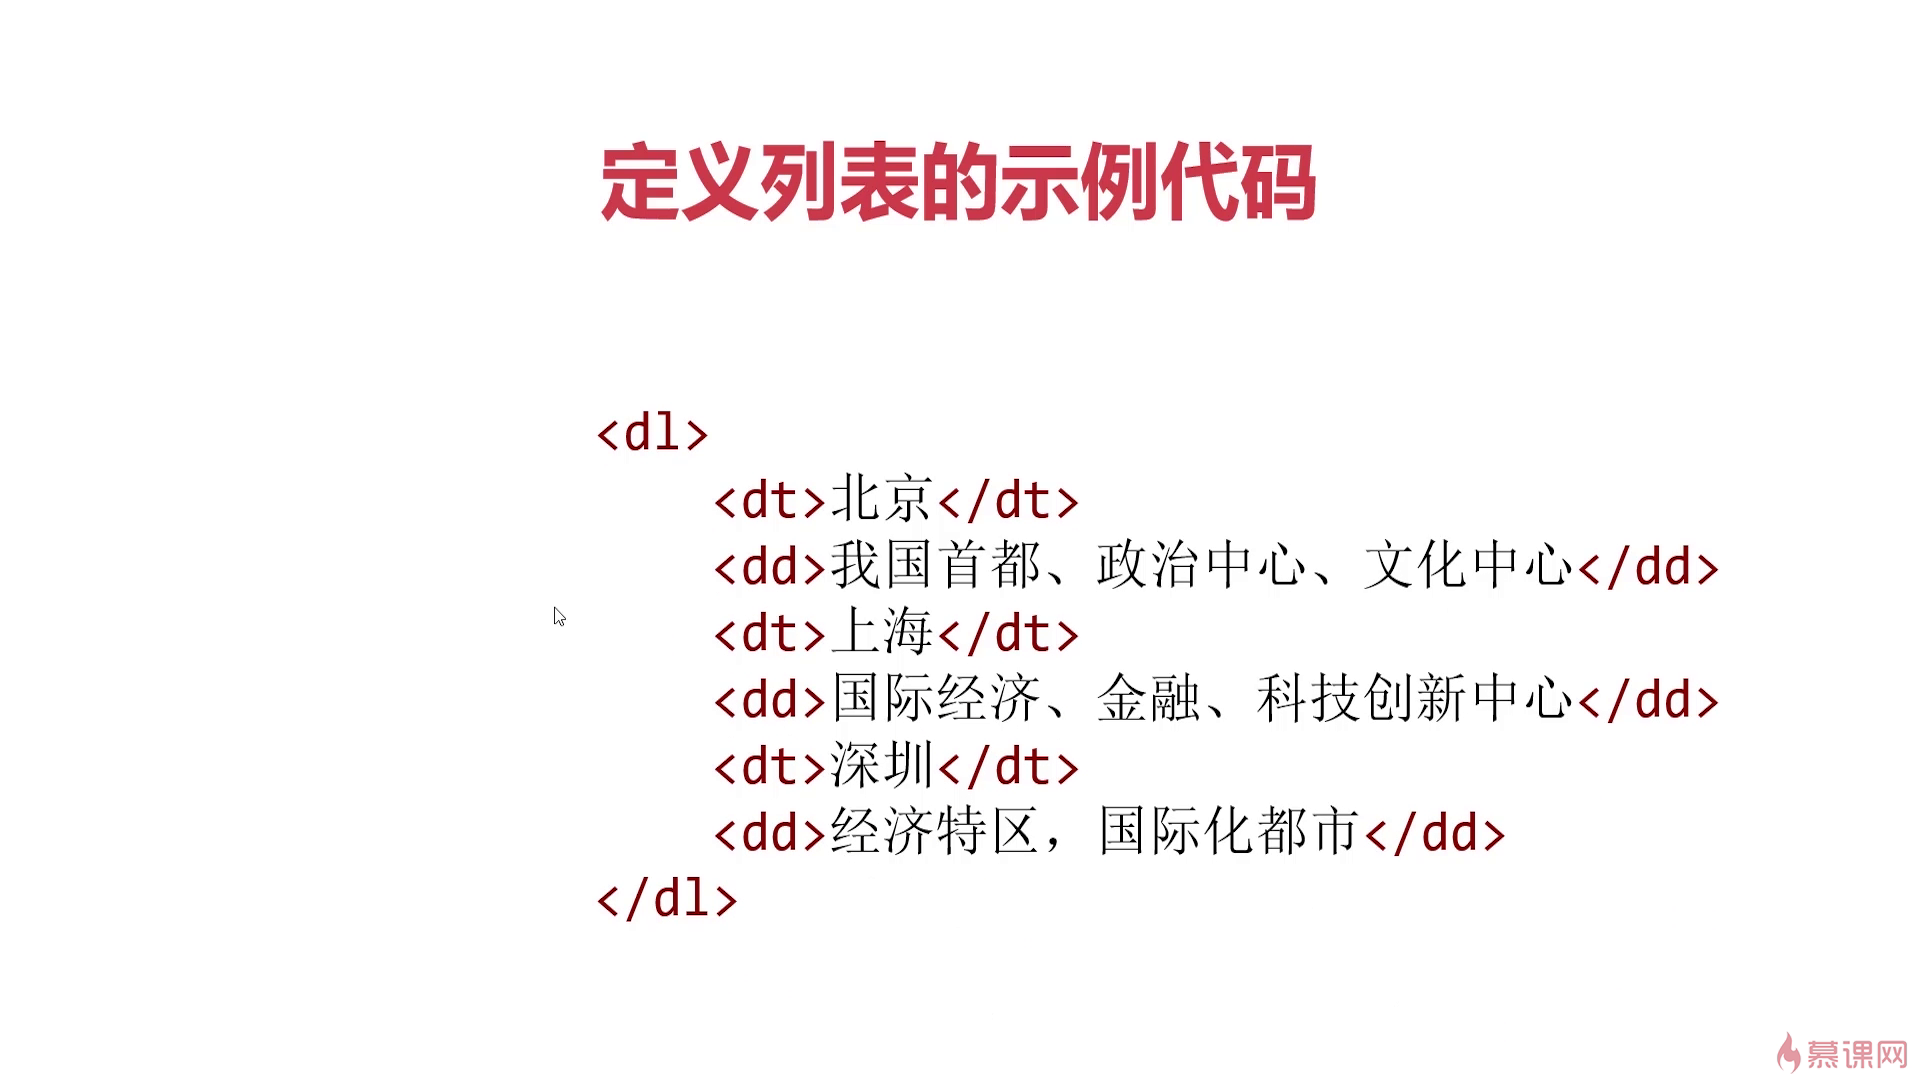 定义列表的示例代码
<dl>
<dt>北京</dt>
<dd>我国首都、政治中心、文化中心</dd>
<dt>上海</dt>
<dd>国际经济、金融、科技创新中心</dd>
<dt>深圳</dt>
<dd>经济特区，国际化都市</dd>
</dl>
慕课网